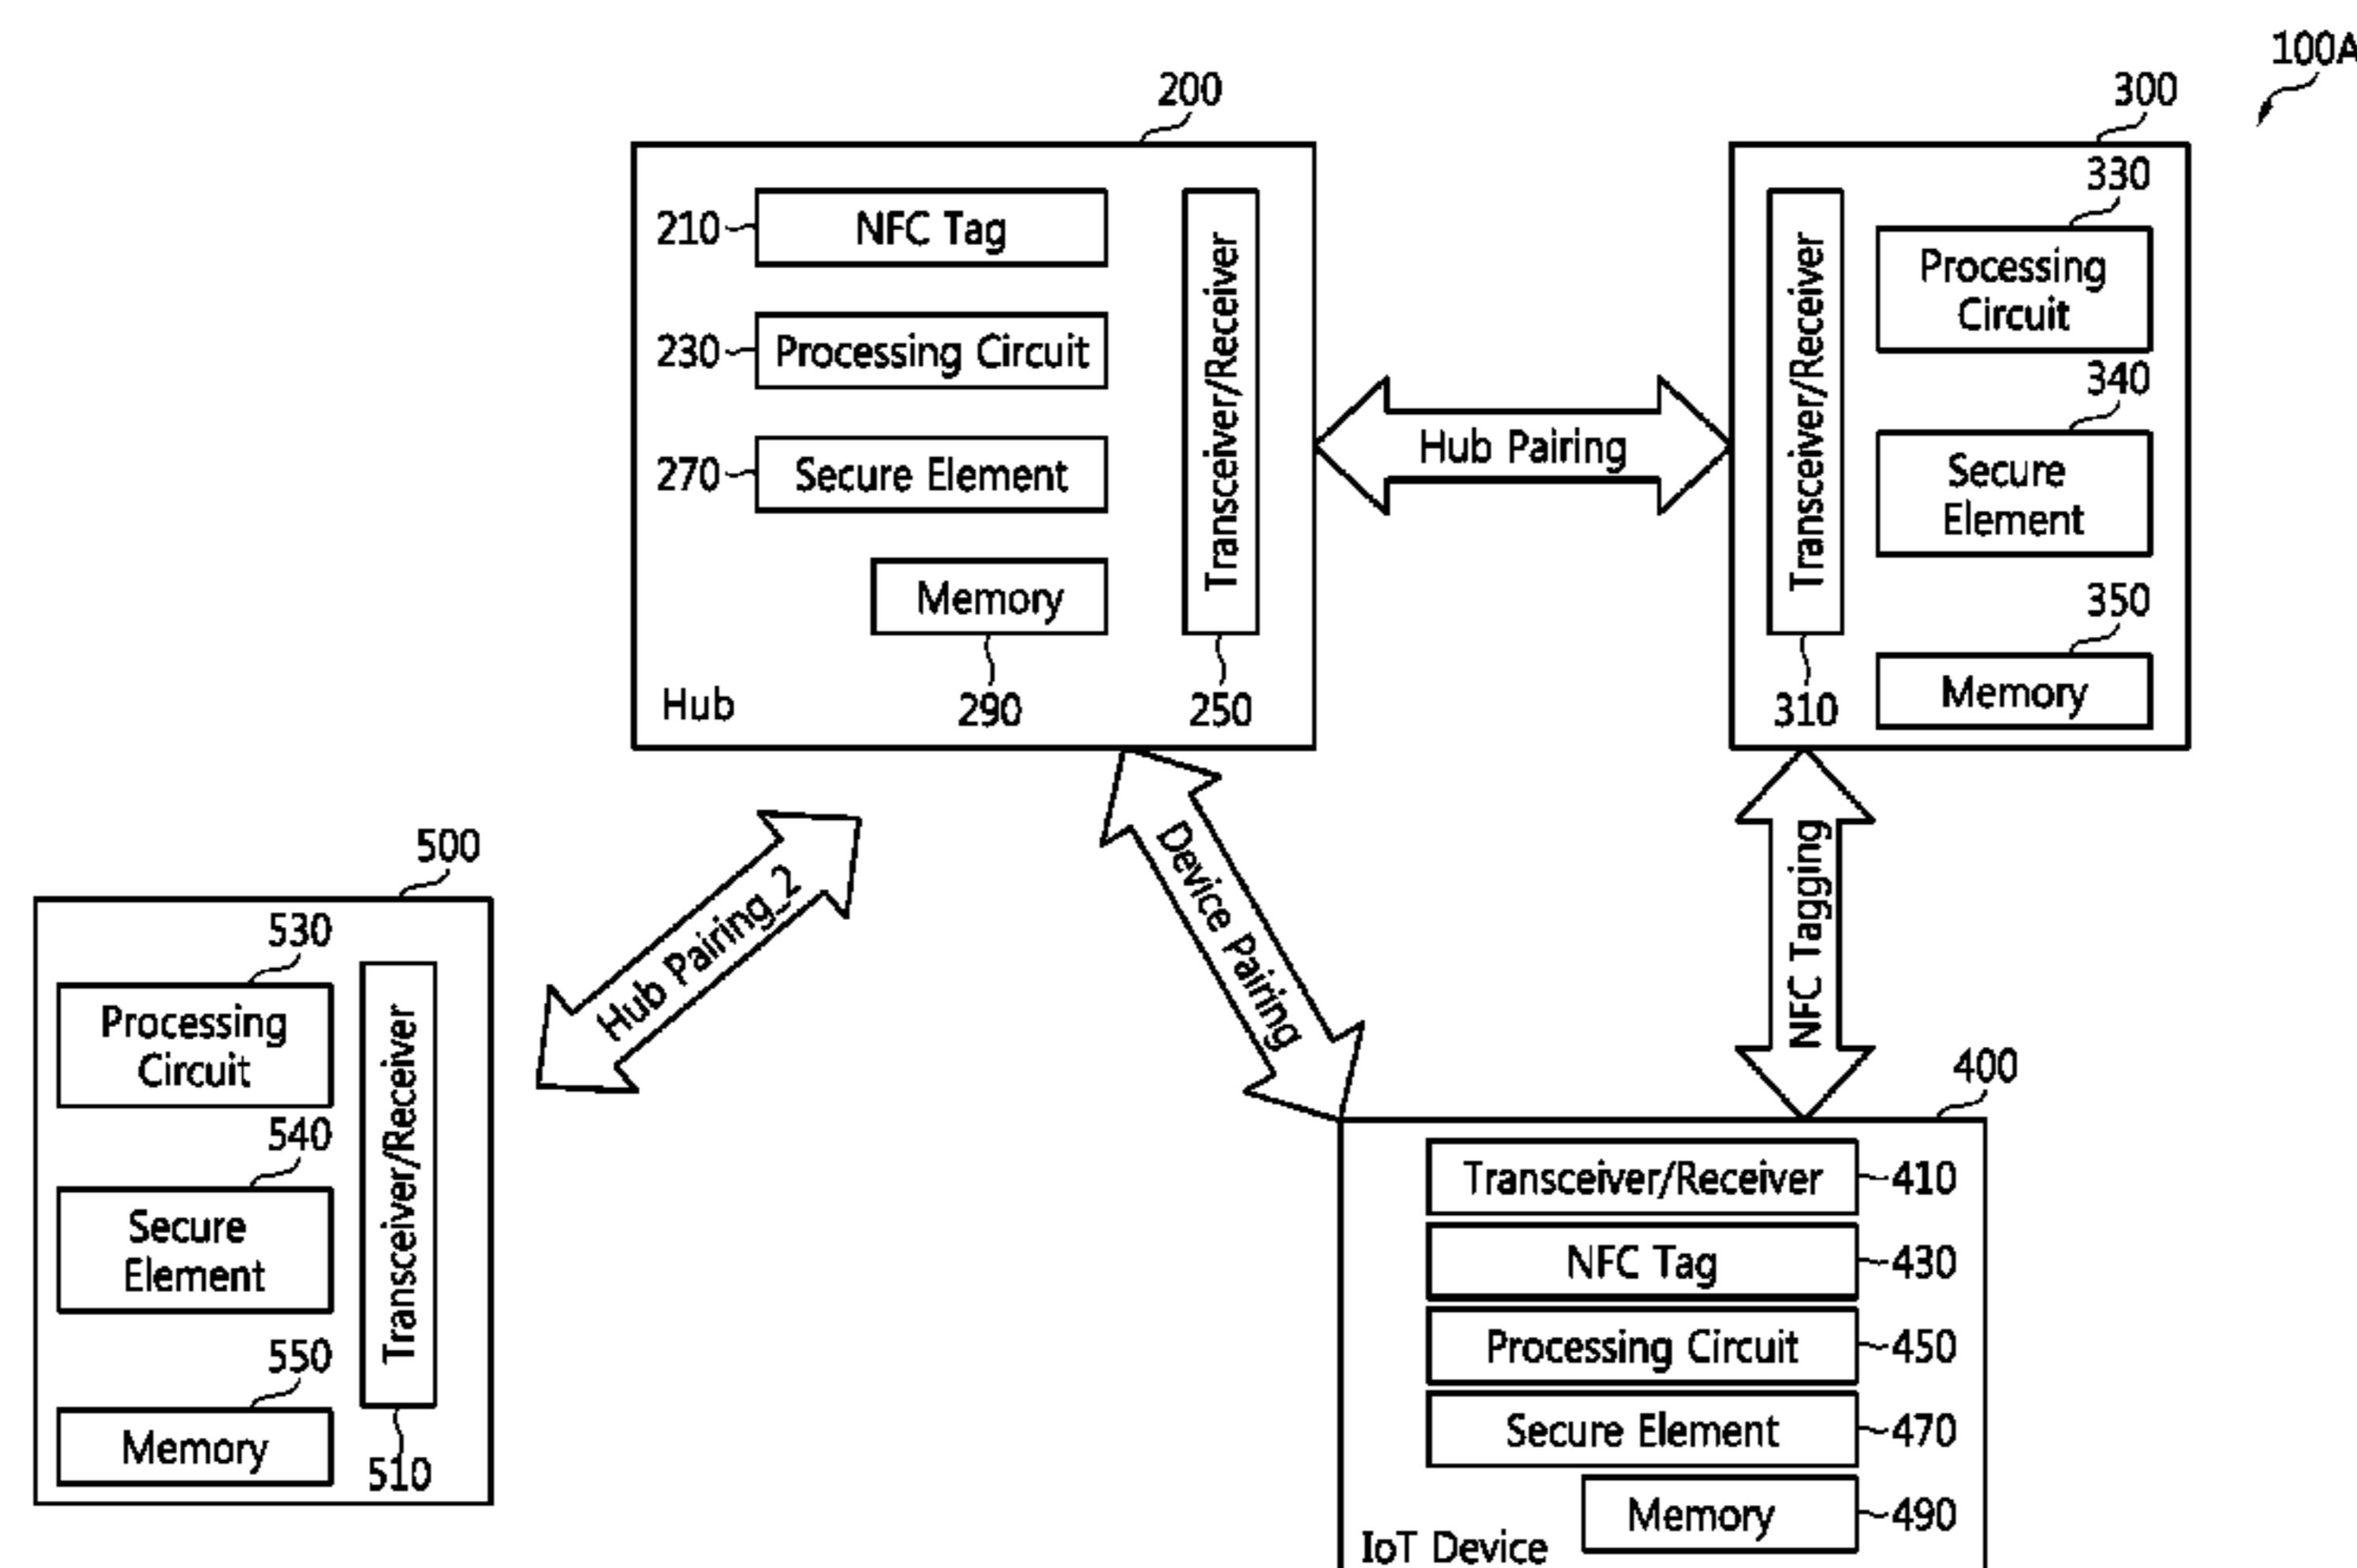 100A
200
210
NFC Tag
230
Processing Circuit
270
Secure Element
Memory
290
Transceiver/Receiver
250
Hub
Hub Pairing
300
330
Processing
Circuit
340
Secure
Element
350
Memory
Transceiver/Receiver
310
Hub Pairing_2
Device Pairing
NFC Tagging
500
530
Processing
Circuit
540
Secure
Element
550
Memory
Transceiver/Receiver
510
400
Transceiver/Receiver
410
NFC Tag
430
Processing Circuit
450
Secure Element
470
Memory
490
IoT Device